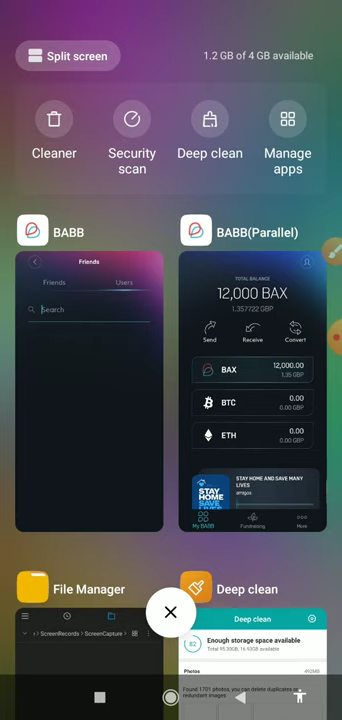 Split screen
1.2 GB of 4 GB available
Cleaner
Security scan
Deep clean
Manage apps
BABB
BABB(Parallel)
Friends
Friends
Users
Search
TOTAL BALANCE
12,000 BAX
1.357722 GBP
Send
Receive
Convert
BAX
12,000.00
1.35 GBP
BTC
0.00
0.00 GBP
ETH
0.00
0.00 GBP
STAY HOME SAVE LIVES
STAY HOME AND SAVE MANY LIVES
amigos
My BABB
Fundraising
More
File Manager
Deep clean
ScreenRecords > ScreenCapture >
Deep clean
82
Enough storage space available
Photos
492MB
Found 1701 photos, you can delete duplicates or
redundant images